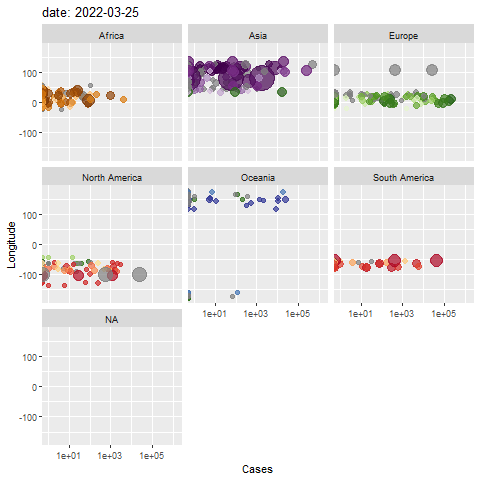 date: 2022-03-25
Africa
Asia
Europe
100
0
-100
North America
Oceania
South America
100
0
-100
NA
1e+01 1e+03 1e+05
1e+01 1e+03 1e+05
100
0
-100
1e+01 1e+03 1e+05
Longitude
Cases